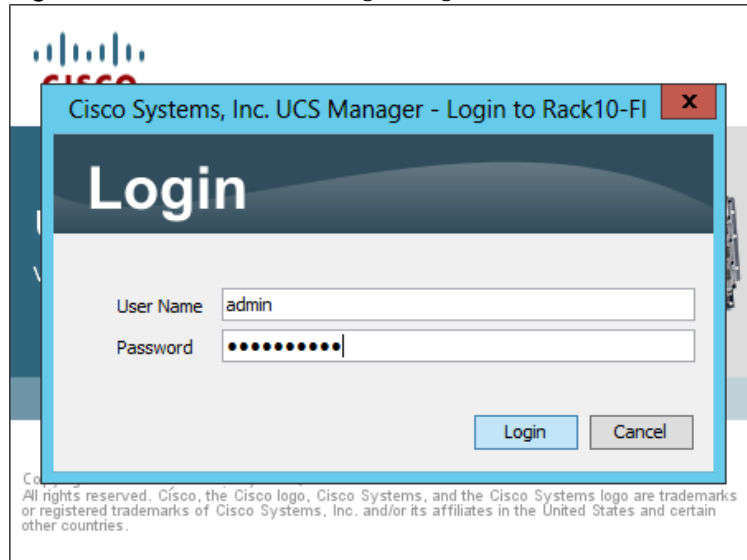 Cisco Systems, Inc. UCS Manager - Login to Rack10-FI
x
Login
User Name admin
Password ••••••••••
Login Cancel
All rights reserved. Cisco, the Cisco logo, Cisco Systems, and the Cisco Systems logo are trademarks
or registered trademarks of Cisco Systems, Inc. and/or its affiliates in the United States and certain
other countries.